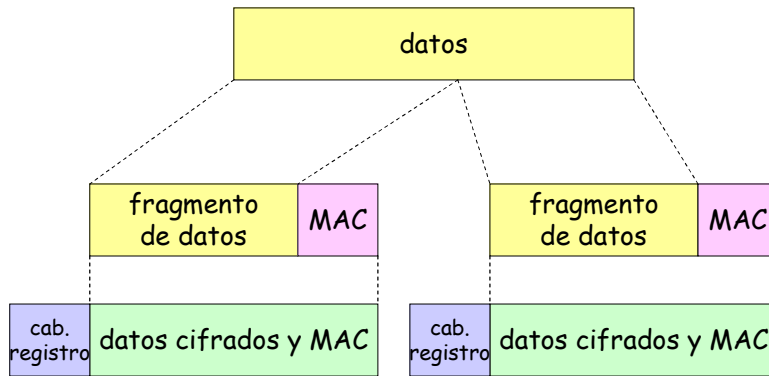 datos
fragmento
de datos
MAC
fragmento
de datos
MAC
cab.
registro
datos cifrados y MAC
cab.
registro
datos cifrados y MAC